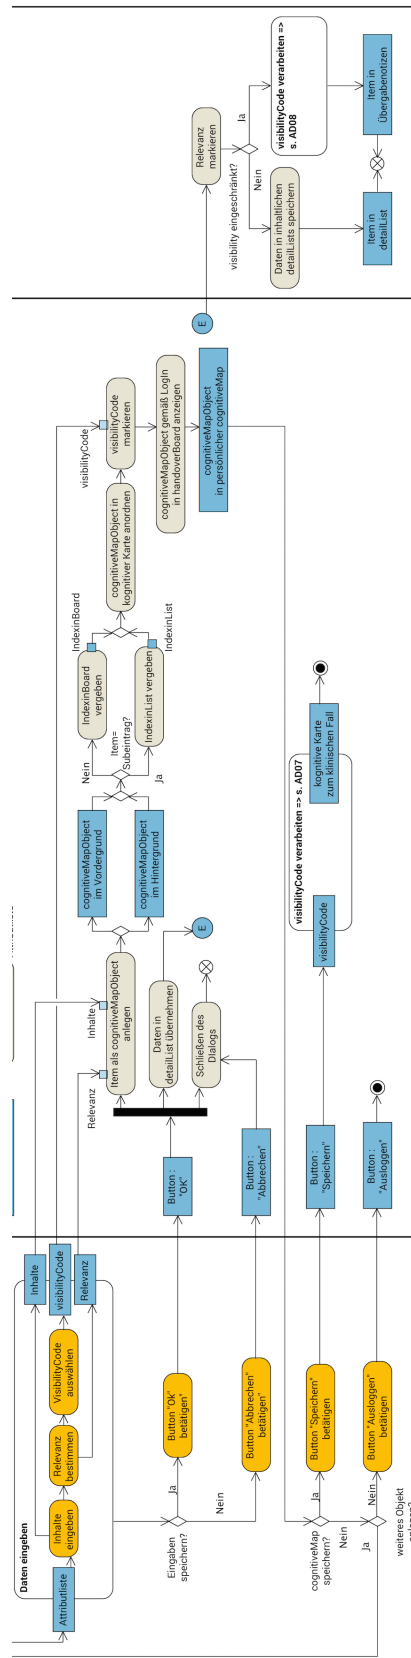 Daten eingeben
Attributliste
Inhalte
eingeben
Relevanz
bestimmen
VisibilityCode
auswählen
Inhalte
visibilityCode
Relevanz
Eingaben
speichern?
Ja
Nein
Button "Ok"
betätigen"
Button "Abbrechen"
betätigen"
cognitiveMap
speichern?
Ja
Nein
Button "Speichern"
betätigen
Ja
Nein
weiteres Objekt
Button "Ausloggen"
betätigen
Button :
"OK"
Button :
"Abbrechen"
Button :
"Speichern"
Button :
"Ausloggen"
Relevanz
Inhalte
Item als cognitiveMapObject
anlegen
Daten in
detailList übernehmen
Schließen des
Dialogs
E
cognitiveMapObject
im Vordergrund
cognitiveMapObject
im Hintergrund
Item=
Subeintrag?
Nein
Ja
IndexinBoard
vergeben
IndexinBoard
IndexinList vergeben
IndexinList
cognitiveMapObject in
kognitiver Karte anordnen
visibilityCode
visibilityCode
markieren
cognitiveMapObject gemäß LogIn
in handoverBoard anzeigen
cognitiveMapObject
in persönlicher cognitiveMap
visibilityCode verarbeiten => s. AD07
visibilityCode
kognitive Karte
zum klinischen Fall
E
Relevanz
markieren
visibility eingeschränkt?
Ja
Nein
visibilityCode verarbeiten =>
s. AD08
Daten in inhaltlichen
detailLists speichern
Item in
Übergabenotizen
Item in
detailList